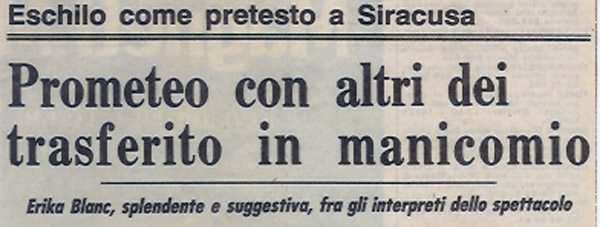 Eschilo come pretesto a Siracusa
Prometeo con altri dei
trasferito in manicomio
Erika Blanc, splendente e suggestiva, fra gli interpreti dello spettacolo